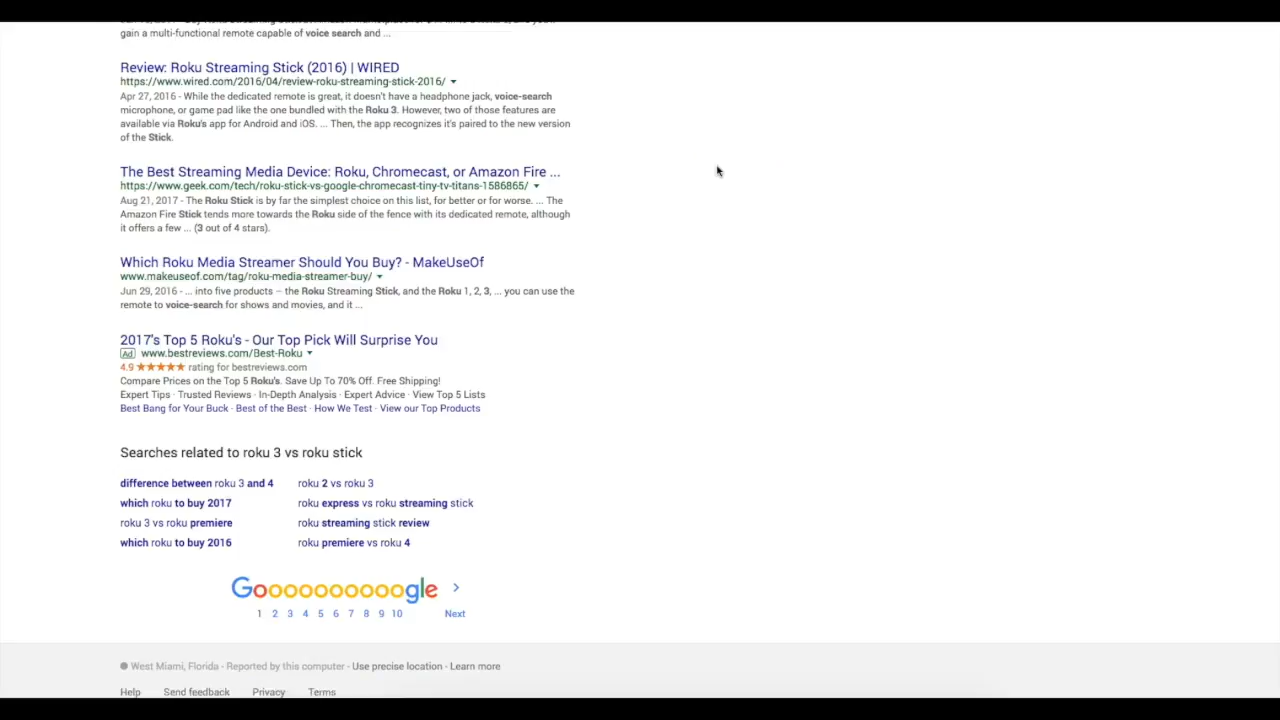 gain a multi-functional remote capable of voice search and ...
Review: Roku Streaming Stick (2016) | WIRED
https://www.wired.com/2016/04/review-roku-streaming-stick-2016/
Apr 27, 2016 - While the dedicated remote is great, it doesn't have a headphone jack, voice-search
microphone, or game pad like the one bundled with the Roku 3. However, two of those features are
available via Roku's app for Android and iOS. ... Then, the app recognizes it's paired to the new version
of the Stick.
The Best Streaming Media Device: Roku, Chromecast, or Amazon Fire ...
https://www.geek.com/tech/roku-stick-vs-google-chromecast-tiny-tv-titans-1586865/
Aug 21, 2017 - The Roku Stick is by far the simplest choice on this list, for better or for worse. ... The
Amazon Fire Stick tends more towards the Roku side of the fence with its dedicated remote, although
it offers a few ... (3 out of 4 stars).
Which Roku Media Streamer Should You Buy? - MakeUseOf
www.makeuseof.com/tag/roku-media-streamer-buy/
Jun 29, 2016 - ... into five products – the Roku Streaming Stick, and the Roku 1, 2, 3, ... you can use the
remote to voice-search for shows and movies, and it ...
2017's Top 5 Roku's - Our Top Pick Will Surprise You
Ad www.bestreviews.com/Best-Roku
4.9 ★★★★★ rating for bestreviews.com
Compare Prices on the Top 5 Roku's. Save Up To 70% Off. Free Shipping!
Expert Tips · Trusted Reviews · In-Depth Analysis · Expert Advice · View Top 5 Lists
Best Bang for Your Buck · Best of the Best · How We Test · View our Top Products
Searches related to roku 3 vs roku stick
difference between roku 3 and 4 roku 2 vs roku 3
which roku to buy 2017 roku express vs roku streaming stick
roku 3 vs roku premiere roku streaming stick review
which roku to buy 2016 roku premiere vs roku 4
Goooooooooogle >
1 2 3 4 5 6 7 8 9 10 Next
West Miami, Florida - Reported by this computer - Use precise location - Learn more
Help Send feedback Privacy Terms